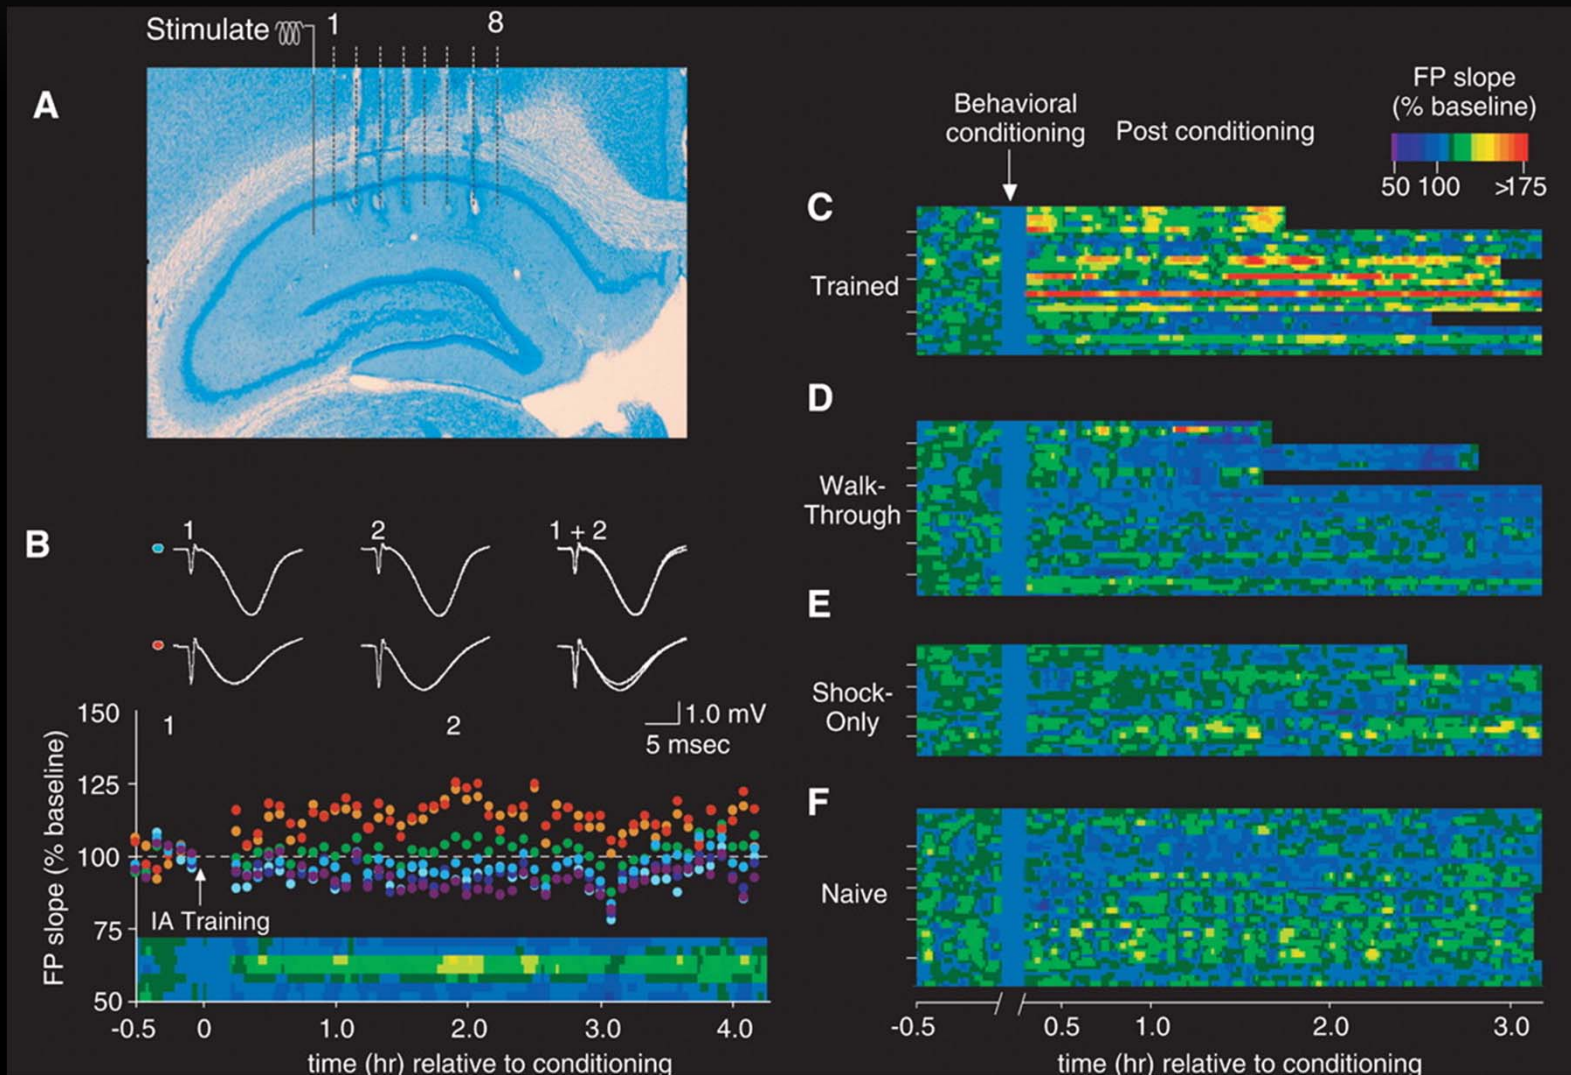 Stimulate 1 8
A
B
1 2 1 + 2
1.0 mV
5 msec
1 2
FP slope (% baseline)
150
125
100
75
50
IA Training
-0.5 0 1.0 2.0 3.0 4.0
time (hr) relative to conditioning
Behavioral
conditioning
Post conditioning
FP slope
(% baseline)
50 100 >175
C
Trained
D
Walk-
Through
E
Shock-
Only
F
Naive
-0.5 0.5 1.0 2.0 3.0
time (hr) relative to conditioning